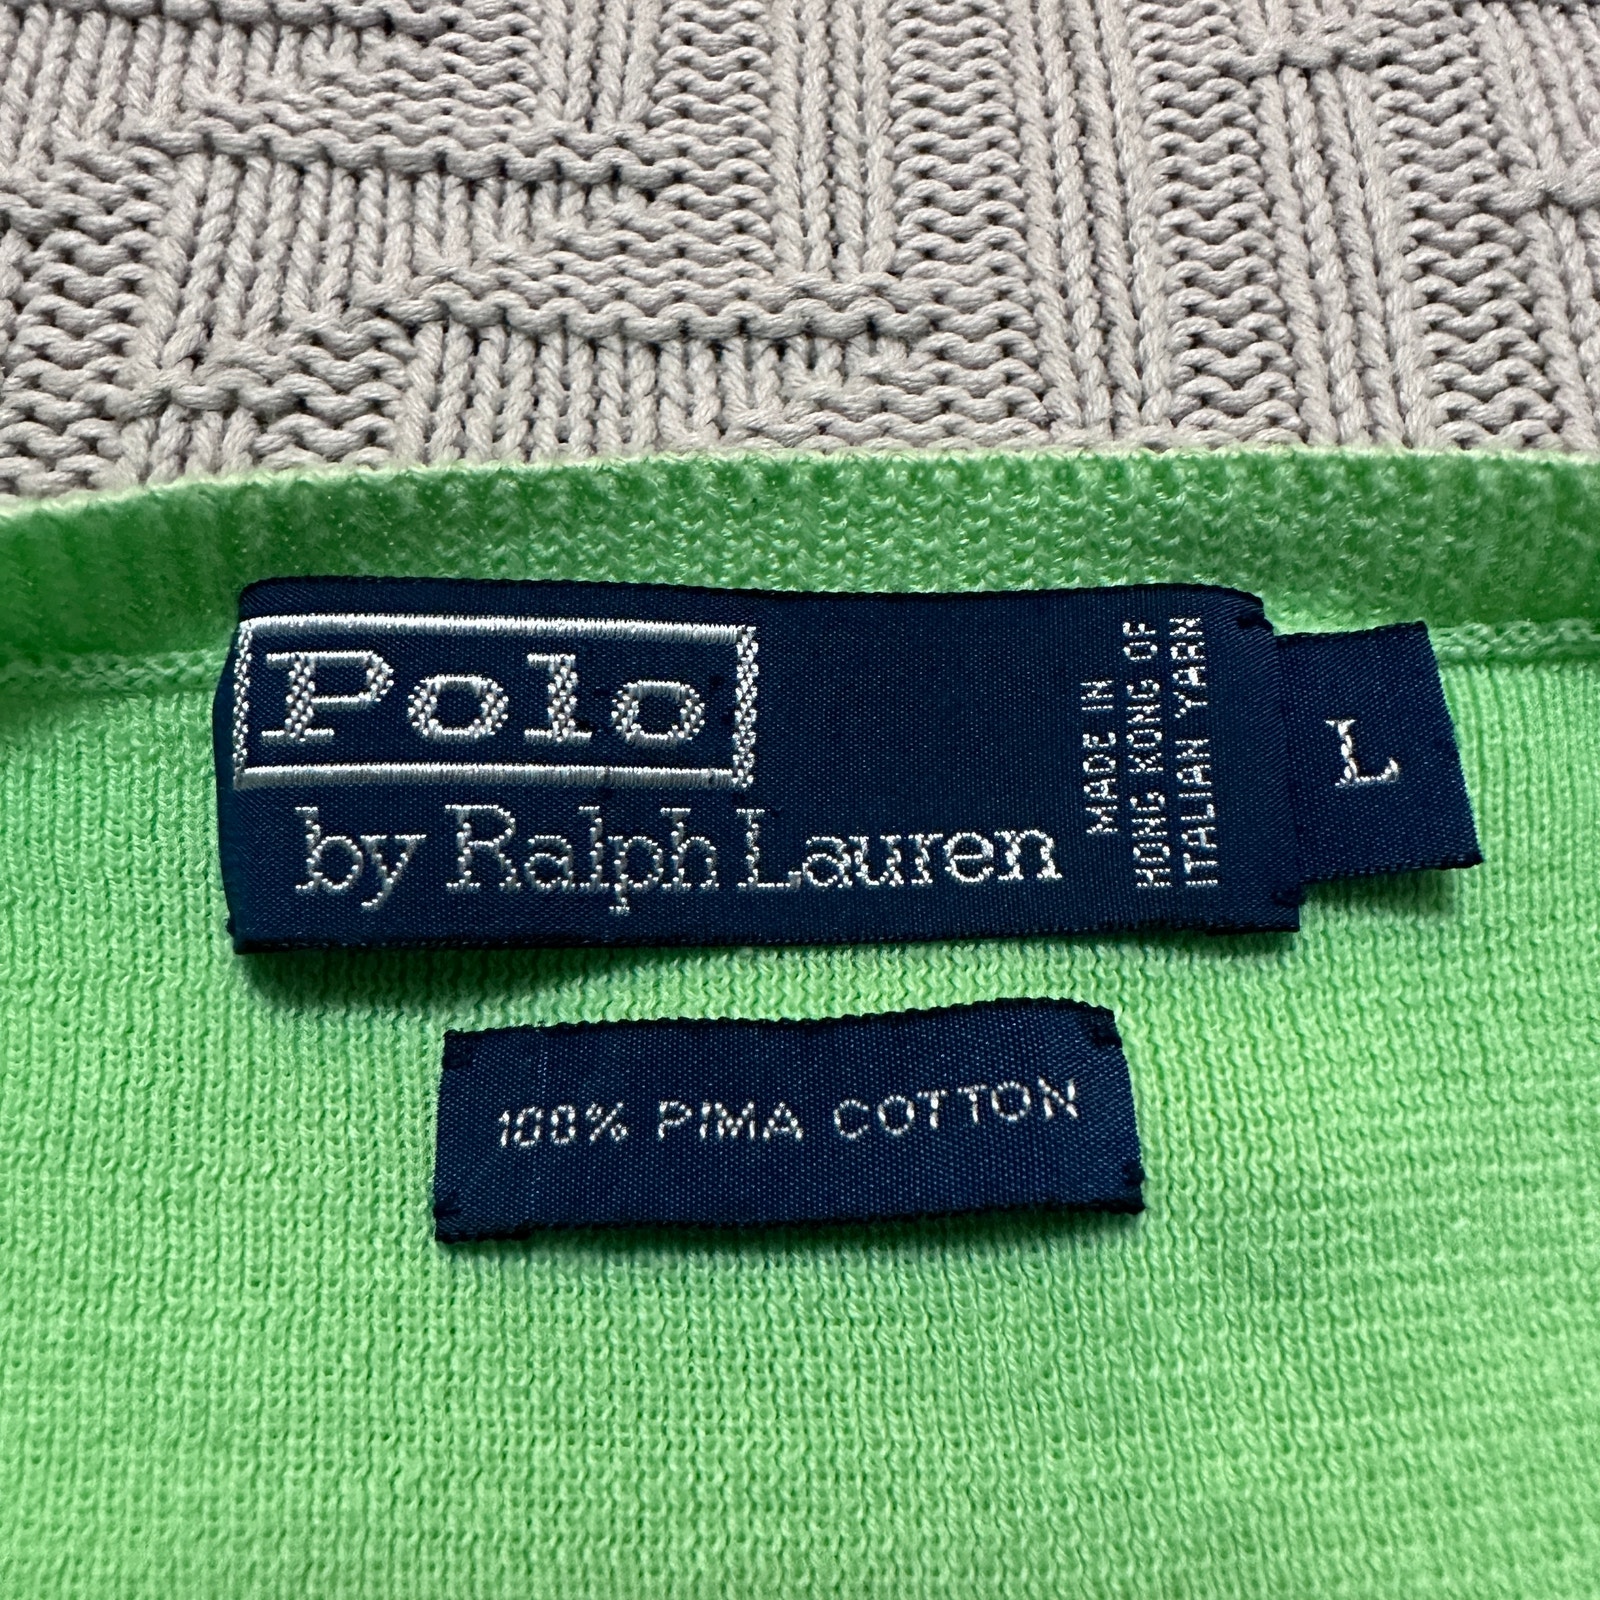 Polo
by Ralph Lauren
MADE IN
HONG KONG OF
ITALIAN YARN
L
100% PIMA COTTON